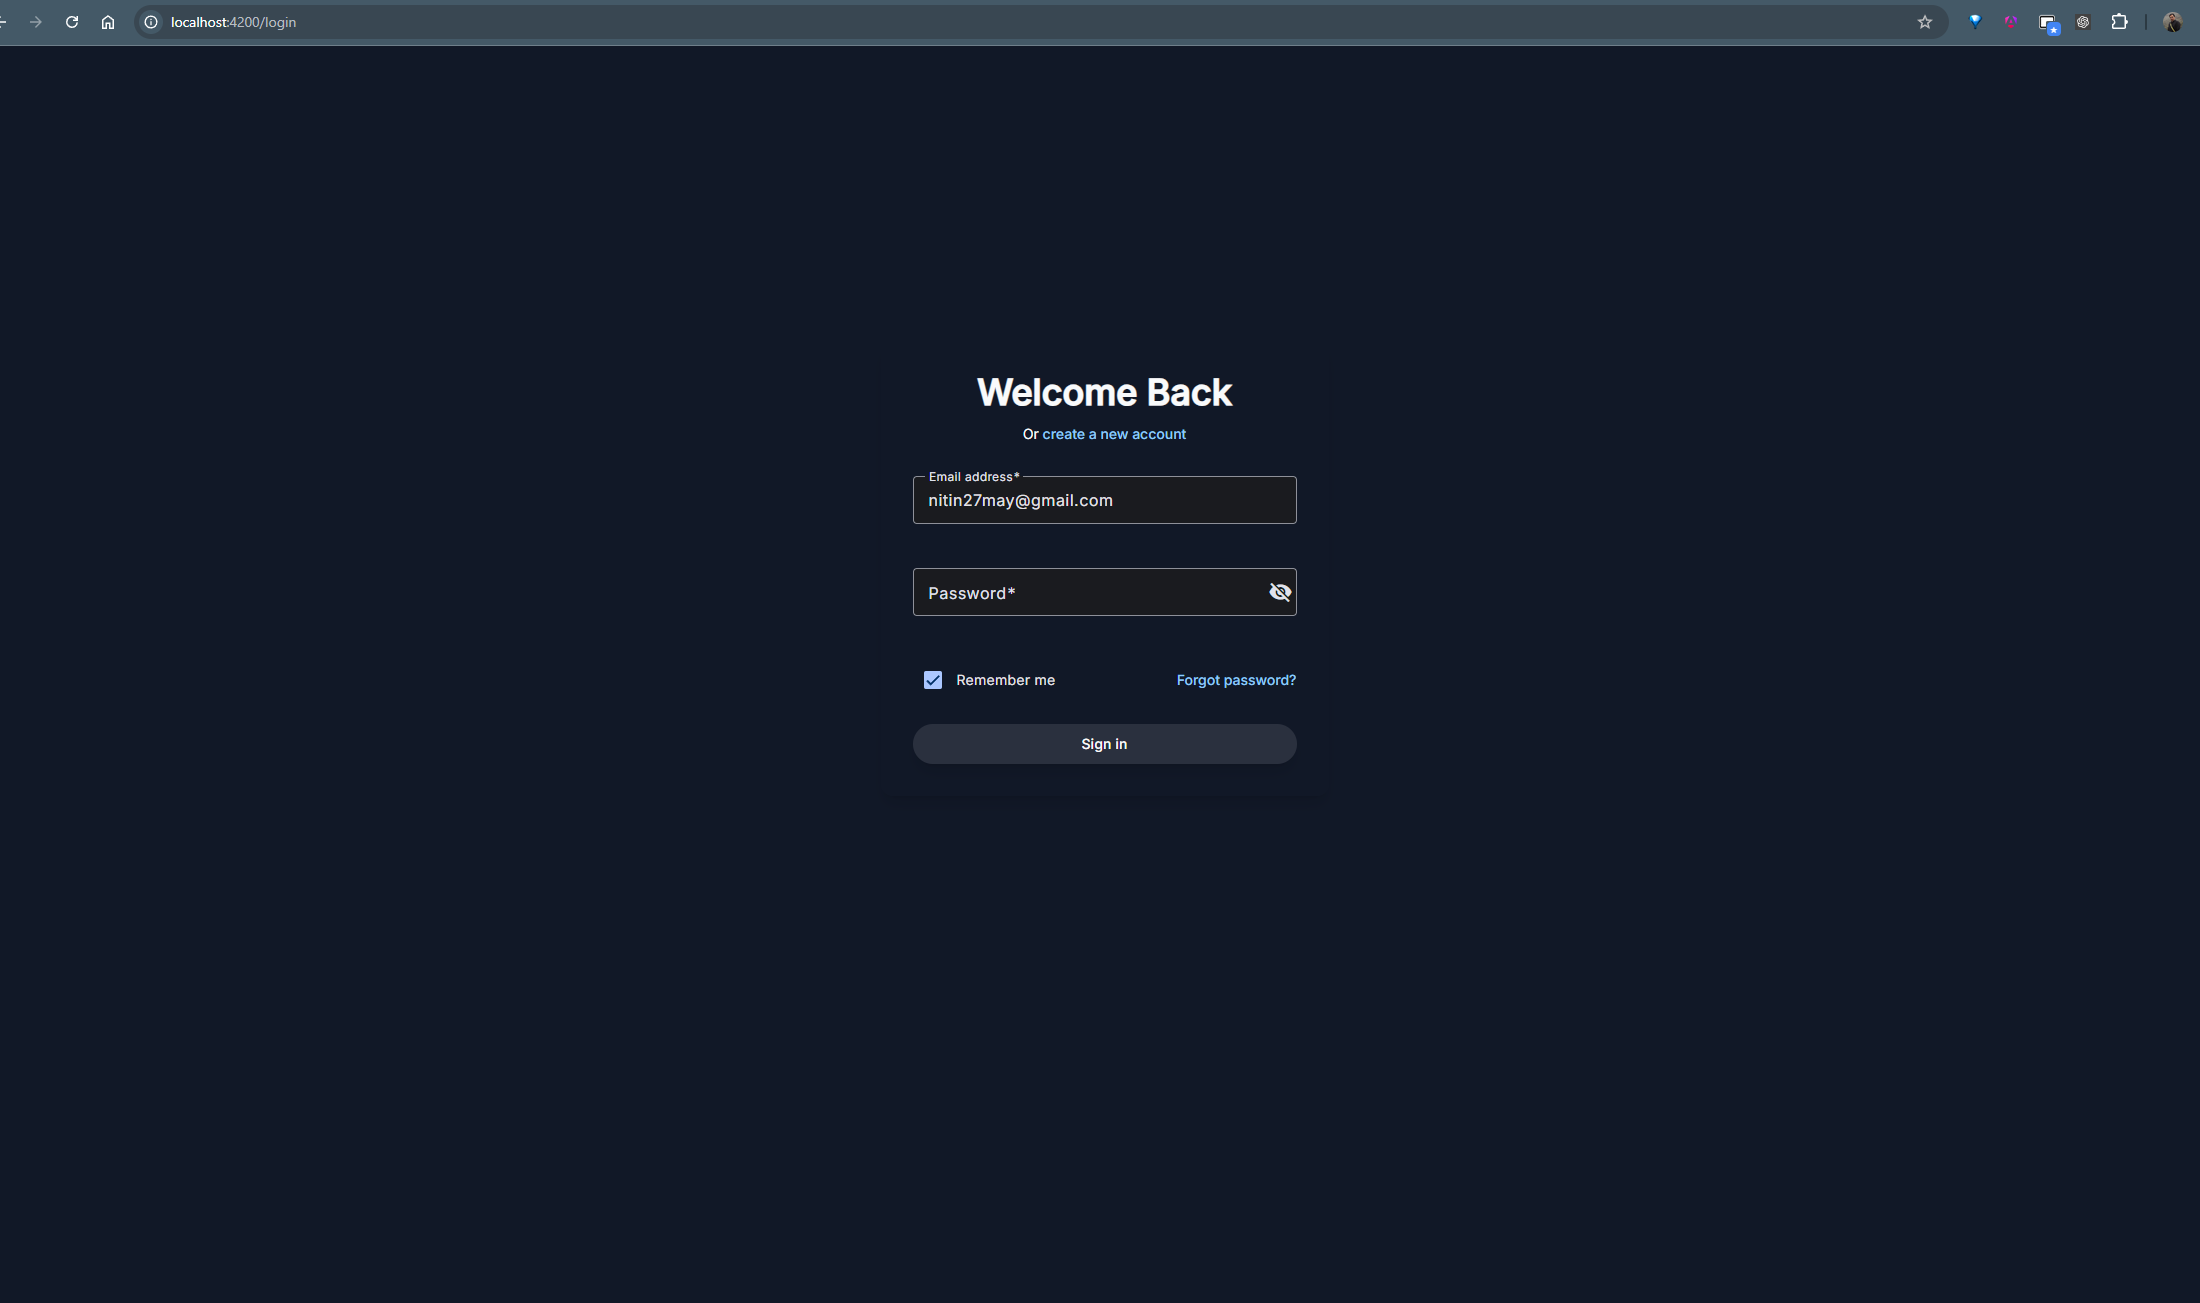 localhost:4200/login
Welcome Back
Or create a new account
Email address*
nitin27may@gmail.com
Password*
Remember me
Forgot password?
Sign in